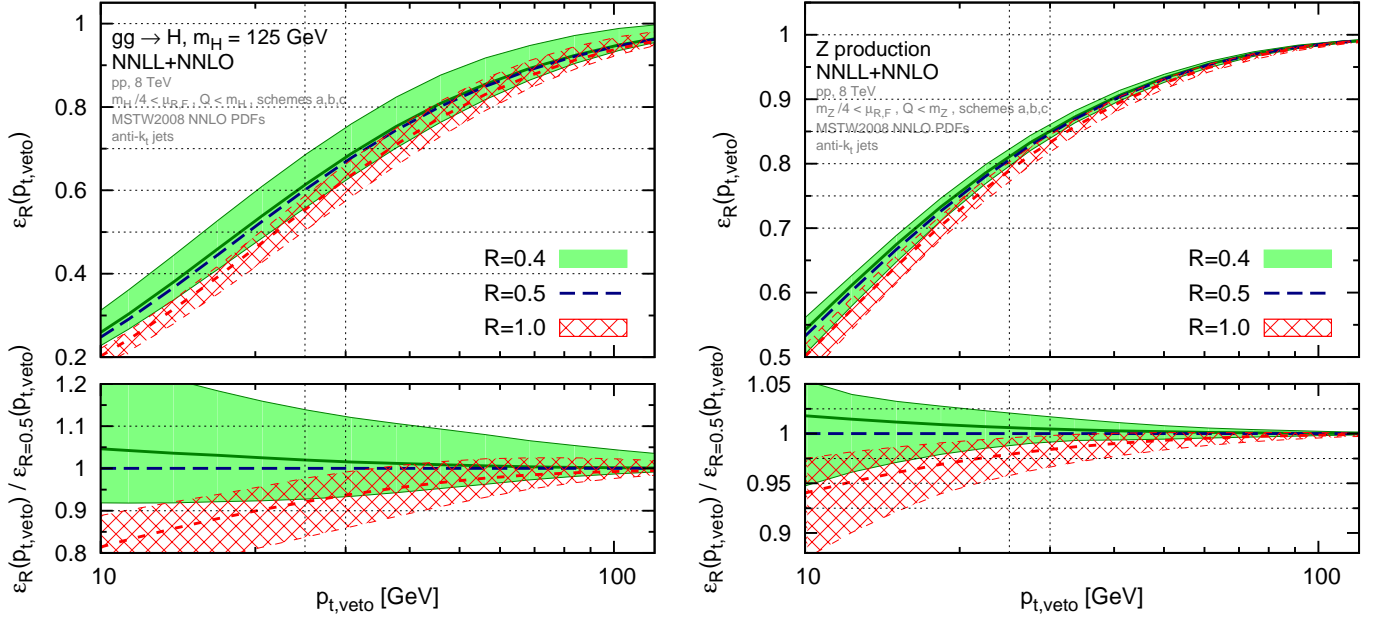 gg → H, m_H = 125 GeV
NNLL+NNLO
pp, 8 TeV
m_H /4 < μ_R,F , Q < m_H , schemes a,b,c
MSTW2008 NNLO PDFs
anti-k_t jets
ε_R(p_t,veto)
1
0.8
0.6
0.4
0.2
R=0.4
R=0.5
R=1.0
ε_R(p_t,veto) / ε_R=0.5(p_t,veto)
1.2
1.1
1
0.9
0.8
10
100
p_t,veto [GeV]
Z production
NNLL+NNLO
pp, 8 TeV
m_Z /4 < μ_R,F , Q < m_Z , schemes a,b,c
MSTW2008 NNLO PDFs
anti-k_t jets
ε_R(p_t,veto)
1
0.9
0.8
0.7
0.6
0.5
R=0.4
R=0.5
R=1.0
ε_R(p_t,veto) / ε_R=0.5(p_t,veto)
1.05
1
0.95
0.9
10
100
p_t,veto [GeV]